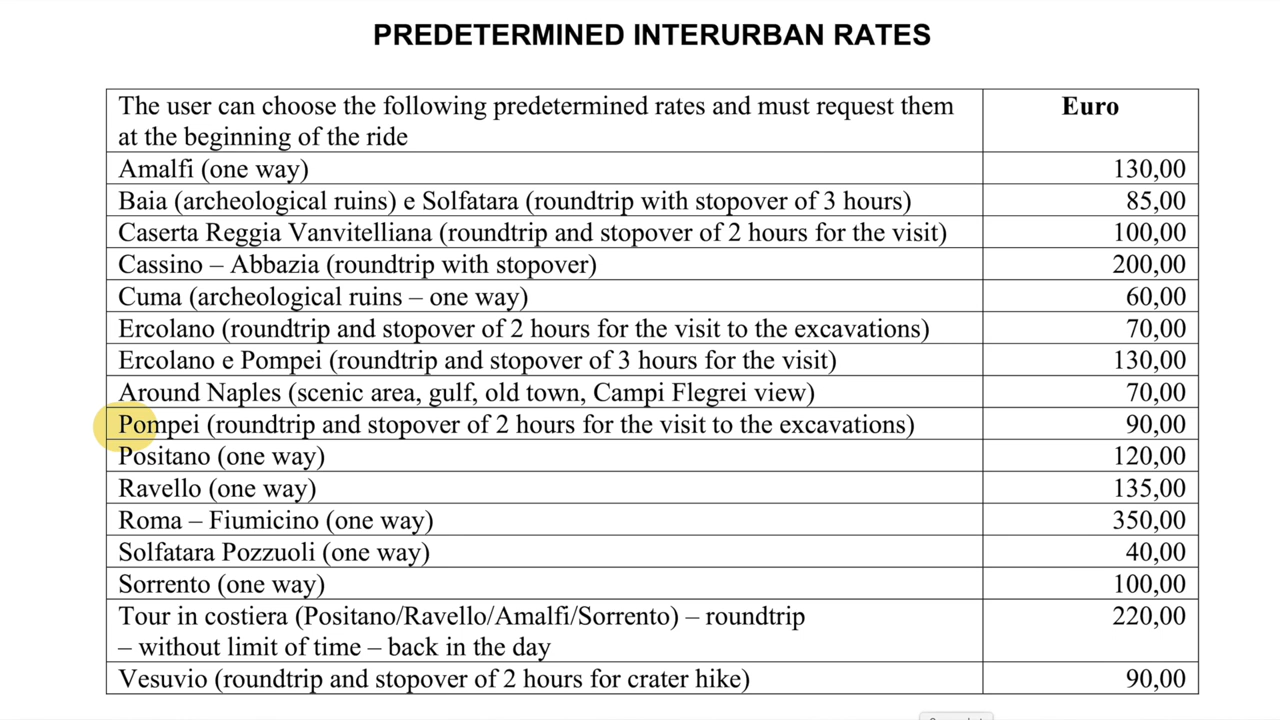 PREDETERMINED INTERURBAN RATES
The user can choose the following predetermined rates and must request them Euro
at the beginning of the ride
Amalfi (one way) 130,00
Baia (archeological ruins) e Solfatara (roundtrip with stopover of 3 hours) 85,00
Caserta Reggia Vanvitelliana (roundtrip and stopover of 2 hours for the visit) 100,00
Cassino – Abbazia (roundtrip with stopover) 200,00
Cuma (archeological ruins – one way) 60,00
Ercolano (roundtrip and stopover of 2 hours for the visit to the excavations) 70,00
Ercolano e Pompei (roundtrip and stopover of 3 hours for the visit) 130,00
Around Naples (scenic area, gulf, old town, Campi Flegrei view) 70,00
Pompei (roundtrip and stopover of 2 hours for the visit to the excavations) 90,00
Positano (one way) 120,00
Ravello (one way) 135,00
Roma – Fiumicino (one way) 350,00
Solfatara Pozzuoli (one way) 40,00
Sorrento (one way) 100,00
Tour in costiera (Positano/Ravello/Amalfi/Sorrento) – roundtrip 220,00
– without limit of time – back in the day
Vesuvio (roundtrip and stopover of 2 hours for crater hike) 90,00